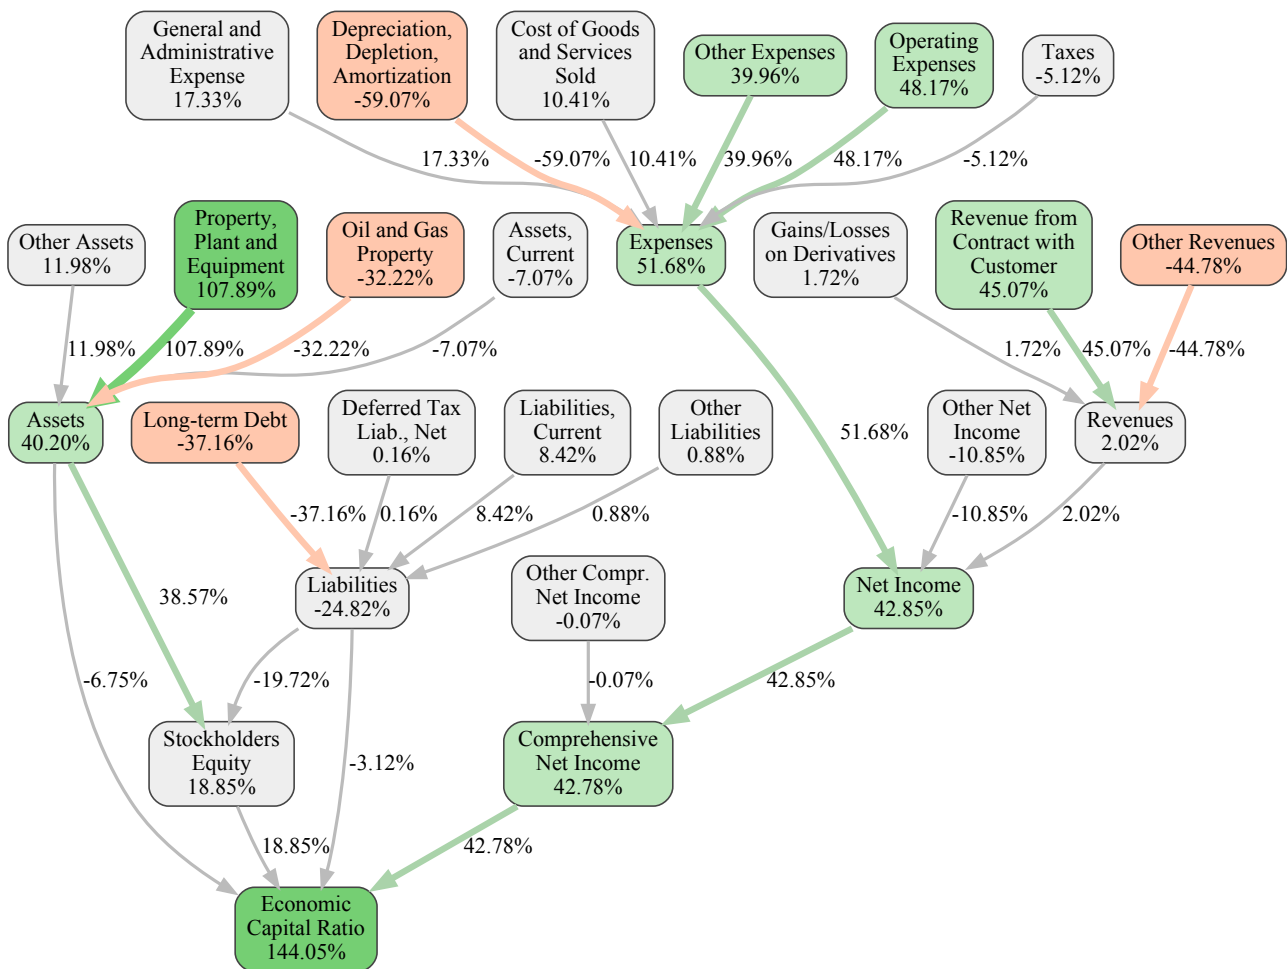 General and
Administrative
Expense
17.33%
Depreciation,
Depletion,
Amortization
-59.07%
Cost of Goods
and Services
Sold
10.41%
Other Expenses
39.96%
Operating
Expenses
48.17%
Taxes
-5.12%
17.33%
-59.07%
10.41%
39.96%
48.17%
-5.12%
Other Assets
11.98%
Property,
Plant and
Equipment
107.89%
Oil and Gas
Property
-32.22%
Assets,
Current
-7.07%
Expenses
51.68%
Gains/Losses
on Derivatives
1.72%
Revenue from
Contract with
Customer
45.07%
Other Revenues
-44.78%
11.98%
107.89%
-32.22%
-7.07%
1.72%
45.07%
-44.78%
Assets
40.20%
Long-term Debt
-37.16%
Deferred Tax
Liab., Net
0.16%
Liabilities,
Current
8.42%
Other
Liabilities
0.88%
51.68%
Other Net
Income
-10.85%
Revenues
2.02%
-37.16%
0.16%
8.42%
0.88%
-10.85%
2.02%
38.57%
Liabilities
-24.82%
Other Compr.
Net Income
-0.07%
Net Income
42.85%
-6.75%
-19.72%
-0.07%
42.85%
Stockholders
Equity
18.85%
-3.12%
Comprehensive
Net Income
42.78%
18.85%
42.78%
Economic
Capital Ratio
144.05%